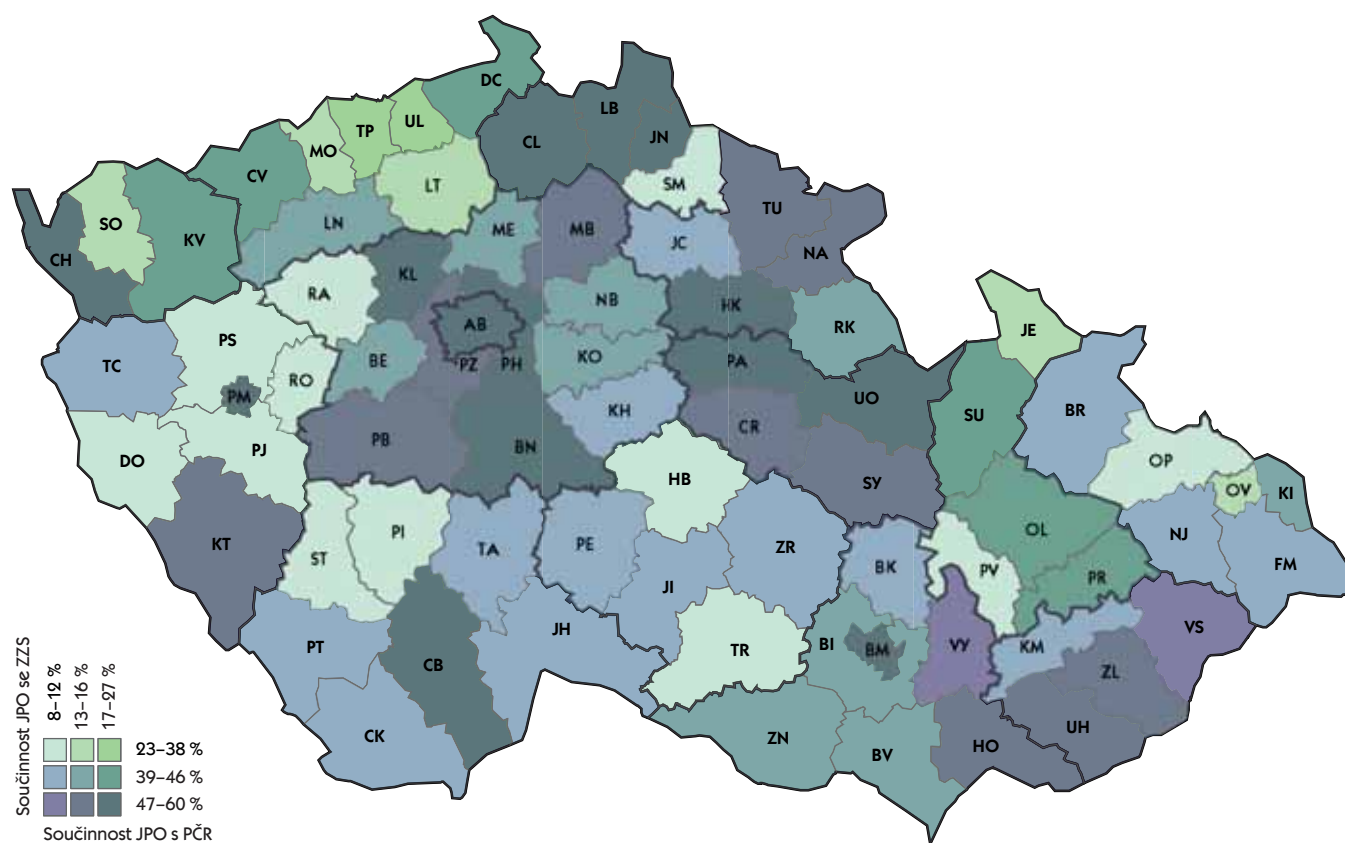 DC
LB
TP
UL
CL
JN
MO
CV
SM
LT
TU
SO
LN
ME
MB
KV
JC
NA
CH
KL
RA
NB
HK
AB
RK
JE
PS
KO
PA
TC
BE
PZ
PH
RO
UO
PM
KH
SU
BR
CR
PB
BN
PJ
DO
OP
HB
SY
OV
KI
PI
OL
KT
TA
PE
ZR
NJ
ST
BK
PV
FM
PR
JI
JH
VS
PT
TR
BI
BM
VY
KM
CB
ZL
CK
UH
ZN
HO
BV
Součinnost JPO se ZZS
8–12 %
13–16 %
17–27 %
23–38 %
39–46 %
47–60 %
Součinnost JPO s PČR